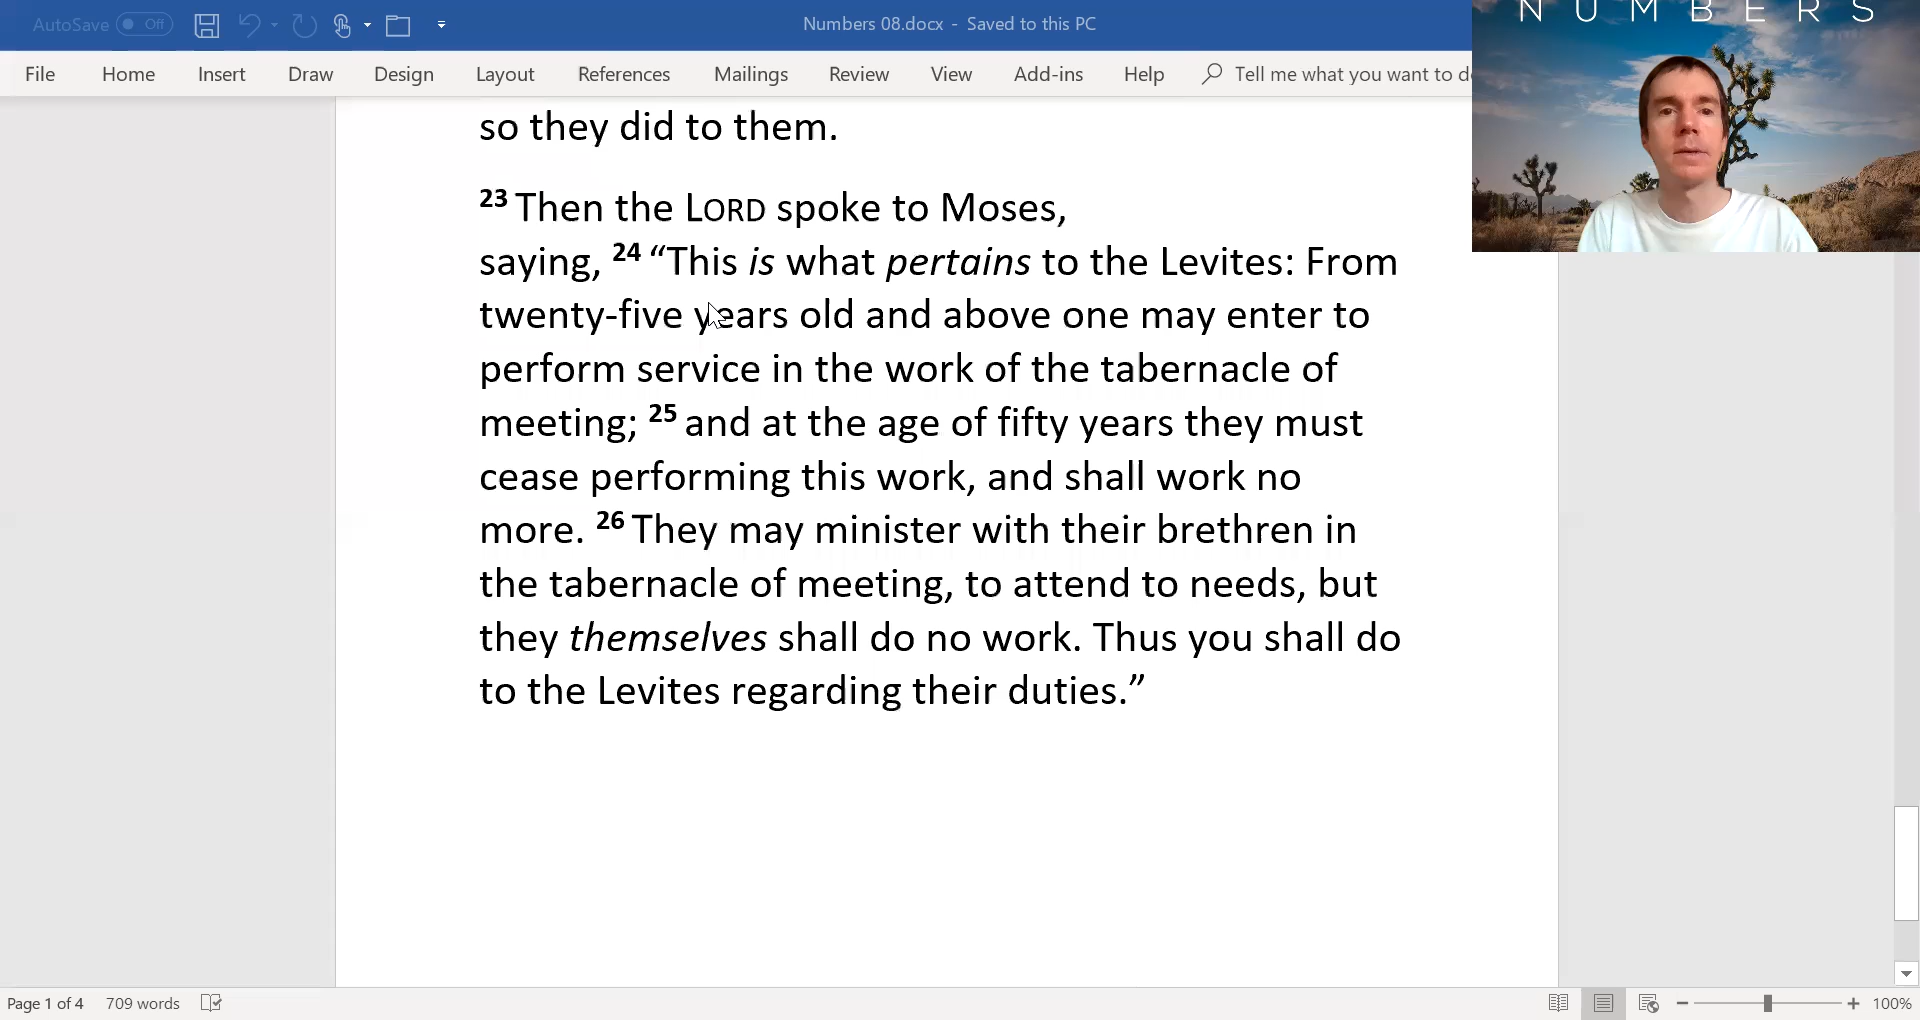 AutoSave Off
Numbers 08.docx - Saved to this PC
NUMBERS
File Home Insert Draw Design Layout References Mailings Review View Add-ins Help Tell me what you want to d
so they did to them.
23 Then the LORD spoke to Moses,
saying, 24 “This is what pertains to the Levites: From
twenty-five years old and above one may enter to
perform service in the work of the tabernacle of
meeting; 25 and at the age of fifty years they must
cease performing this work, and shall work no
more. 26 They may minister with their brethren in
the tabernacle of meeting, to attend to needs, but
they themselves shall do no work. Thus you shall do
to the Levites regarding their duties.”
Page 1 of 4 709 words 100%